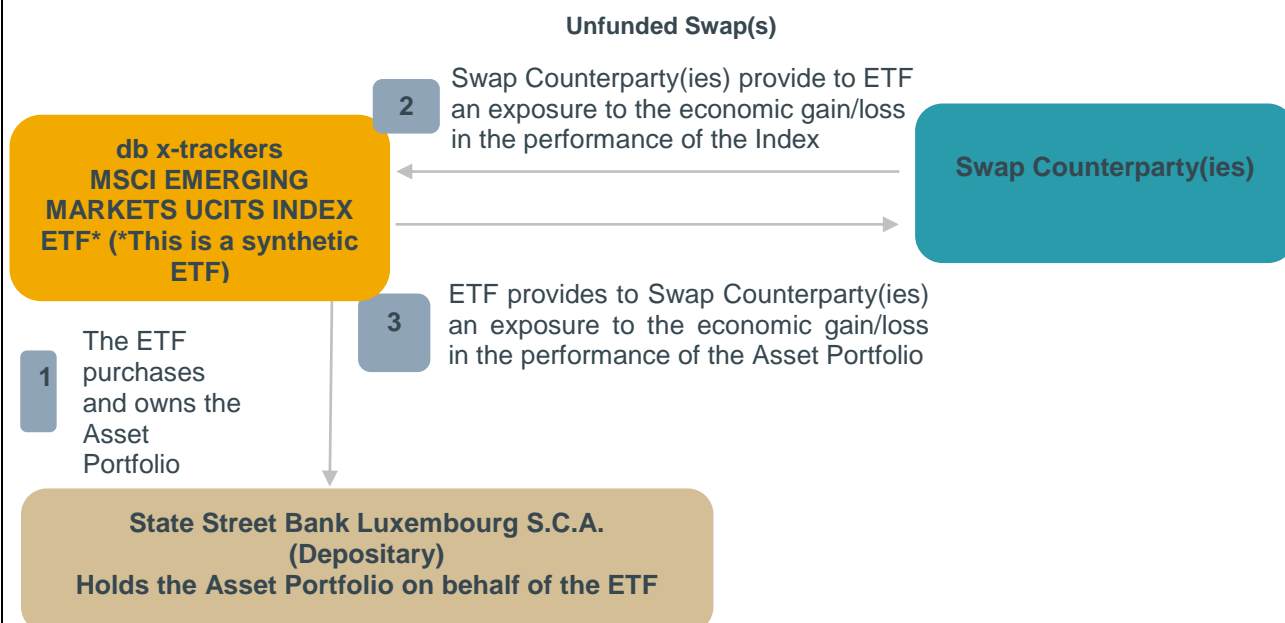 Unfunded Swap(s)
2
Swap Counterparty(ies) provide to ETF
an exposure to the economic gain/loss
in the performance of the Index
db x-trackers
MSCI EMERGING
MARKETS UCITS INDEX
ETF* (*This is a synthetic
ETF)
Swap Counterparty(ies)
3
ETF provides to Swap Counterparty(ies)
an exposure to the economic gain/loss
in the performance of the Asset Portfolio
1
The ETF
purchases
and owns the
Asset
Portfolio
State Street Bank Luxembourg S.C.A.
(Depositary)
Holds the Asset Portfolio on behalf of the ETF